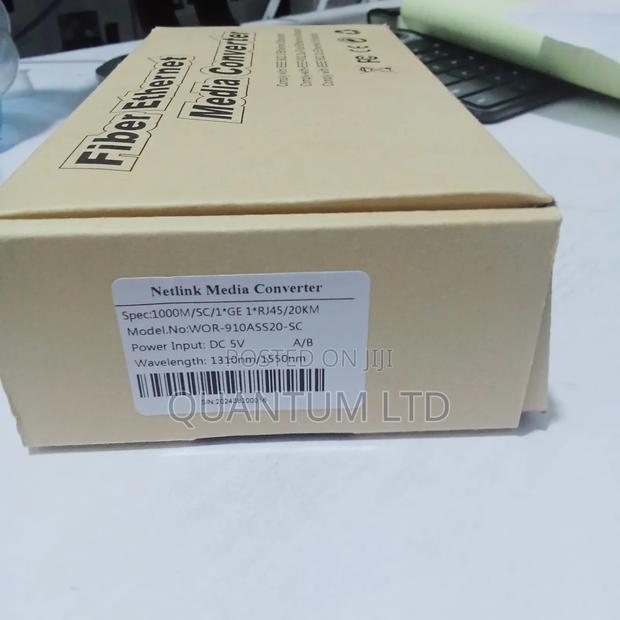 Fiber Ethernet
Media Converter
Netlink Media Converter
Spec:1000M/SC/1*GE 1*RJ45/20KM
Model.No:WOR-910ASS20-SC
Power Input: DC 5V A/B
Wavelength: 1310nm/1550nm
POSTED ON JIJI
QUANTUM LTD